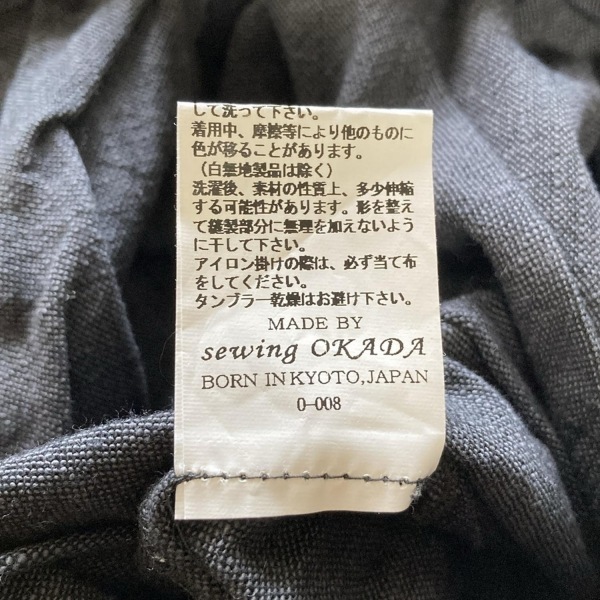 して洗って下さい。
着用中、摩擦等により他のものに
色が移ることがあります。
(白無地製品は除く)
洗濯後、素材の性質上、多少伸縮
する可能性があります。形を整え
て縫製部分に無理を加えないよう
に干して下さい。
アイロン掛けの際は、必ず当て布
をしてください。
タンブラー乾燥はお避け下さい。
MADE BY
sewing OKADA
BORN IN KYOTO,JAPAN
0-008